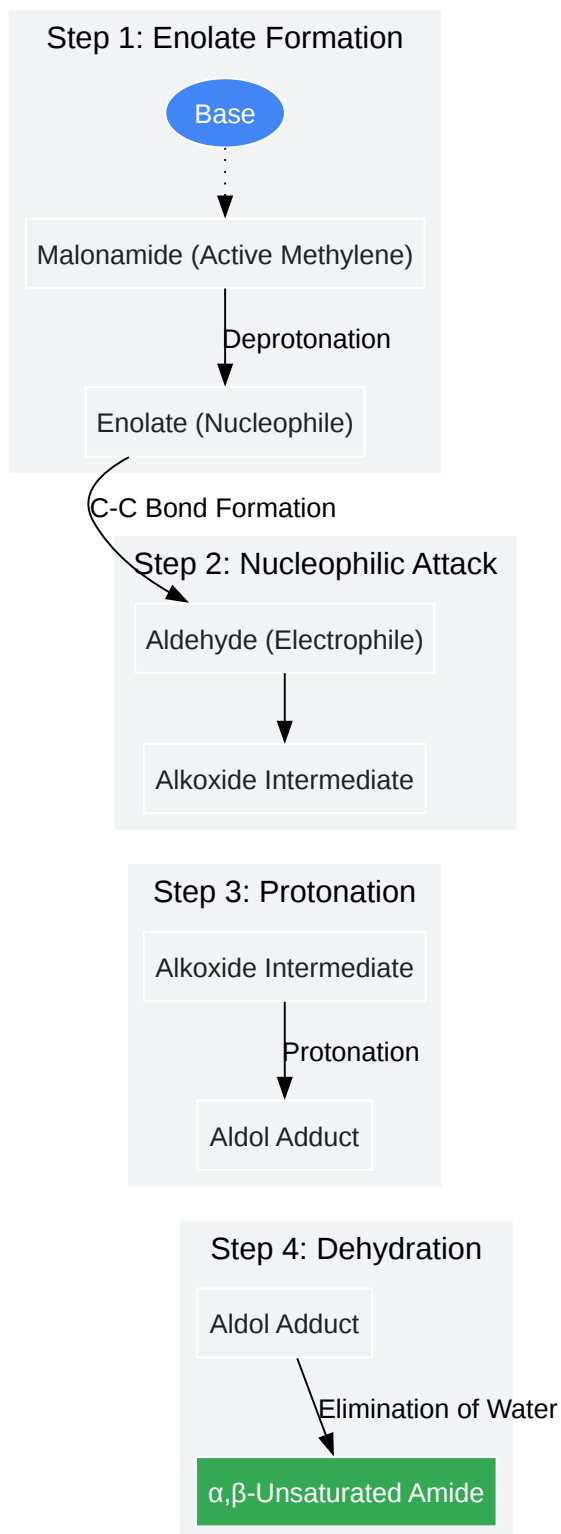 Step 1: Enolate Formation
Base
Malonamide (Active Methylene)
Deprotonation
Enolate (Nucleophile)
C-C Bond Formation
Step 2: Nucleophilic Attack
Aldehyde (Electrophile)
Alkoxide Intermediate
Step 3: Protonation
Alkoxide Intermediate
Protonation
Aldol Adduct
Step 4: Dehydration
Aldol Adduct
Elimination of Water
α,β-Unsaturated Amide